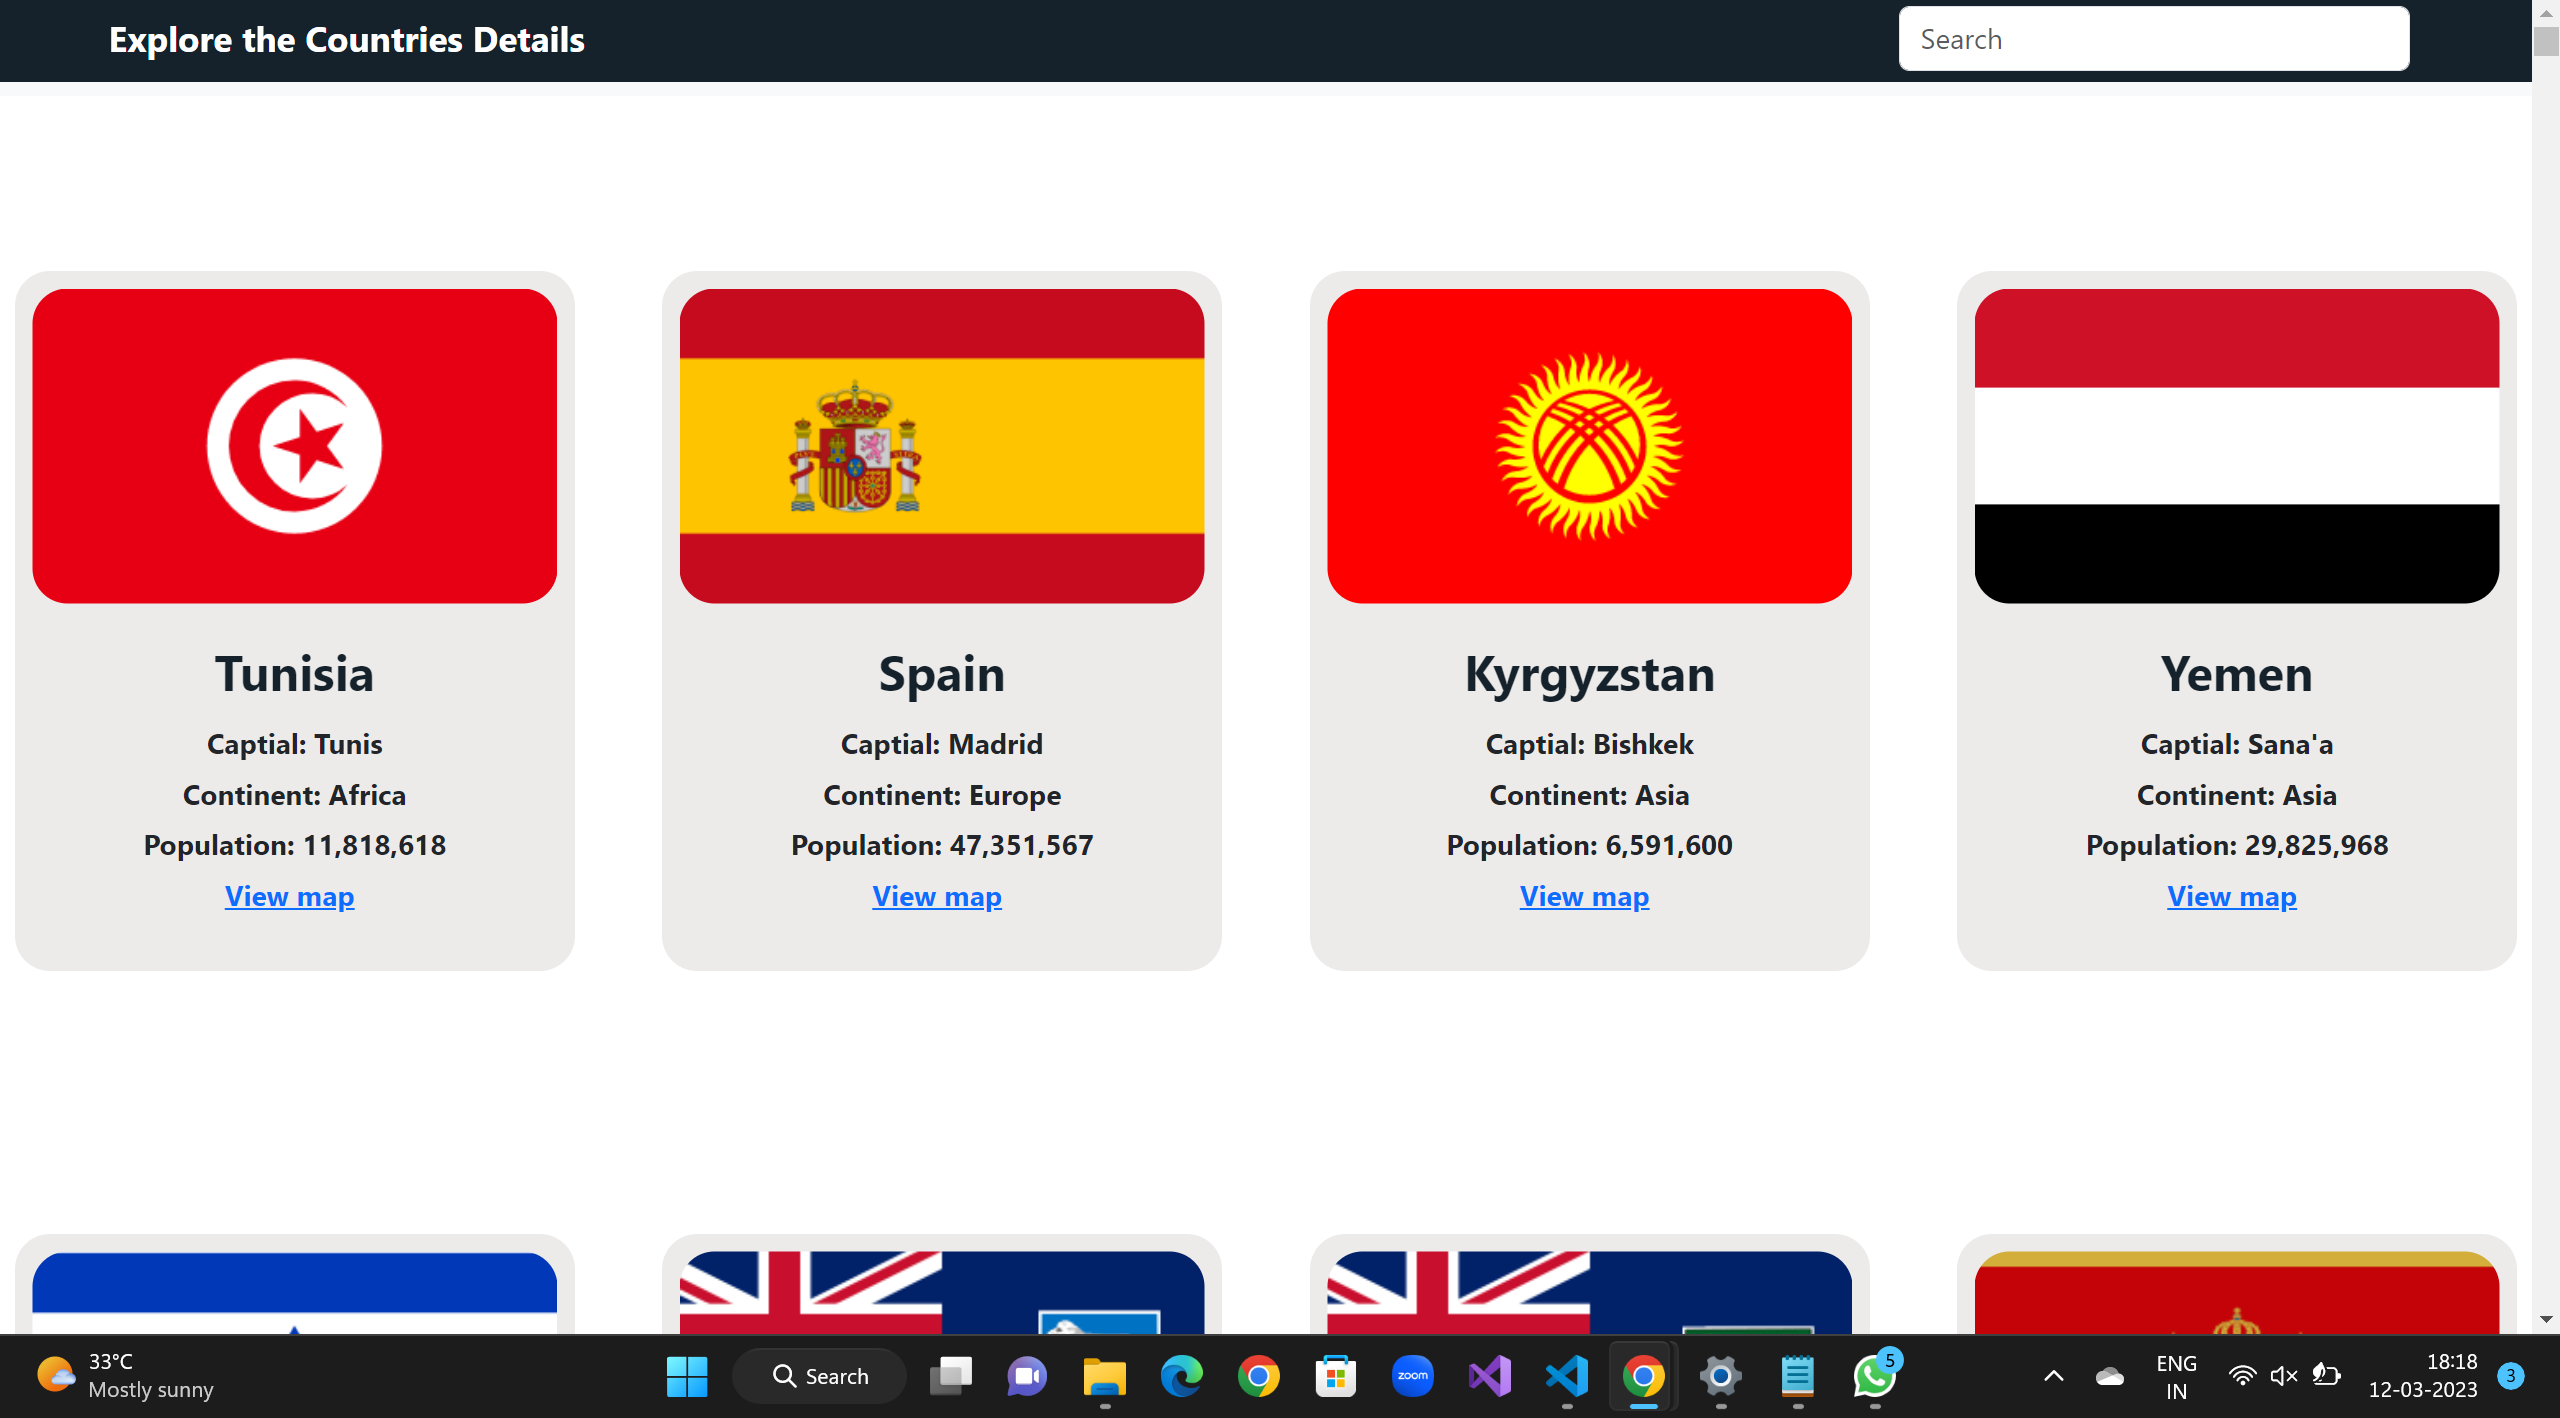 Explore the Countries Details
Search
Tunisia
Captial: Tunis
Continent: Africa
Population: 11,818,618
View map
Spain
Captial: Madrid
Continent: Europe
Population: 47,351,567
View map
Kyrgyzstan
Captial: Bishkek
Continent: Asia
Population: 6,591,600
View map
Yemen
Captial: Sana'a
Continent: Asia
Population: 29,825,968
View map
33°C
Mostly sunny
Search
zoom
5
ENG
IN
18:18
12-03-2023
3